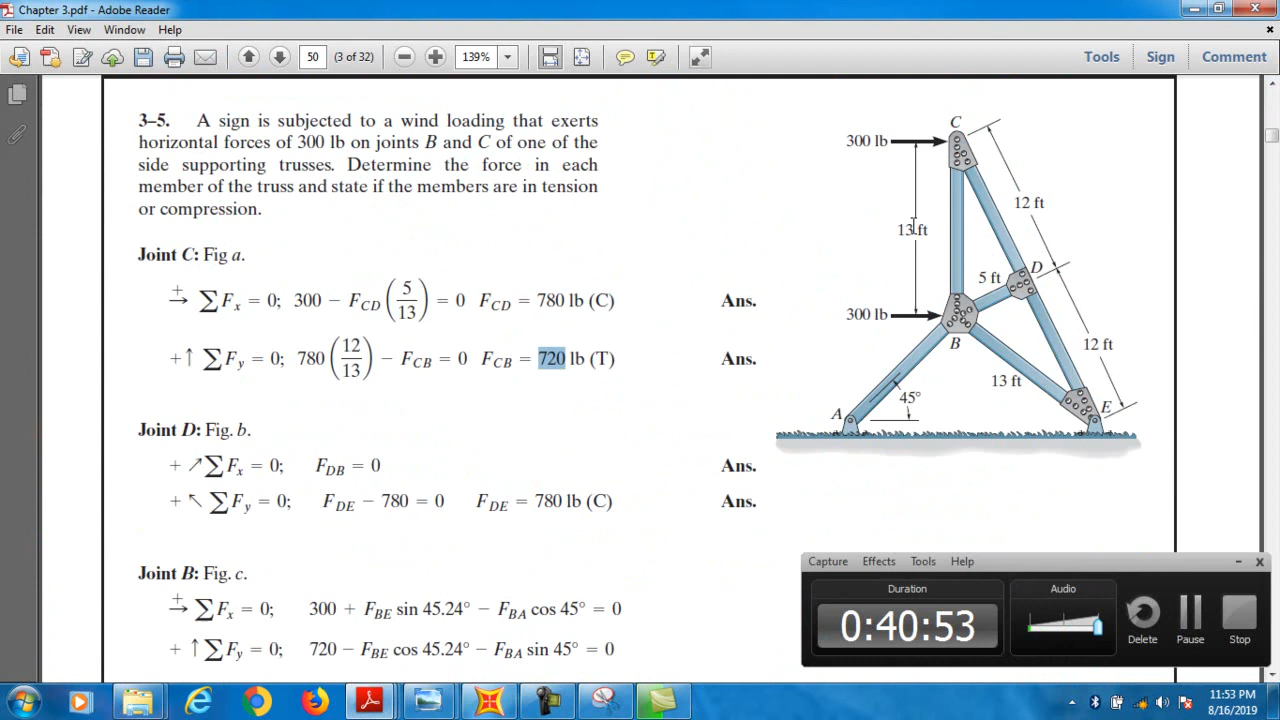 Chapter 3.pdf - Adobe Reader
File Edit View Window Help
50 (3 of 32) 139% Tools Sign Comment
3–5. A sign is subjected to a wind loading that exerts
horizontal forces of 300 lb on joints B and C of one of the
side supporting trusses. Determine the force in each
member of the truss and state if the members are in tension
or compression.
Joint C: Fig a.
→+ ∑Fx = 0; 300 − FCD (5/13) = 0 FCD = 780 lb (C) Ans.
+↑ ∑Fy = 0; 780 (12/13) − FCB = 0 FCB = 720 lb (T) Ans.
Joint D: Fig. b.
+ ↗∑Fx = 0; FDB = 0 Ans.
+ ↖ ∑Fy = 0; FDE − 780 = 0 FDE = 780 lb (C) Ans.
Joint B: Fig. c.
→+ ∑Fx = 0; 300 + FBE sin 45.24° − FBA cos 45° = 0
+ ↑∑Fy = 0; 720 − FBE cos 45.24° − FBA sin 45° = 0
C
300 lb
12 ft
13 ft
D
5 ft
300 lb
B
12 ft
13 ft
45°
A
E
Capture Effects Tools Help
Duration Audio
0:40:53
Delete Pause Stop
11:53 PM
8/16/2019